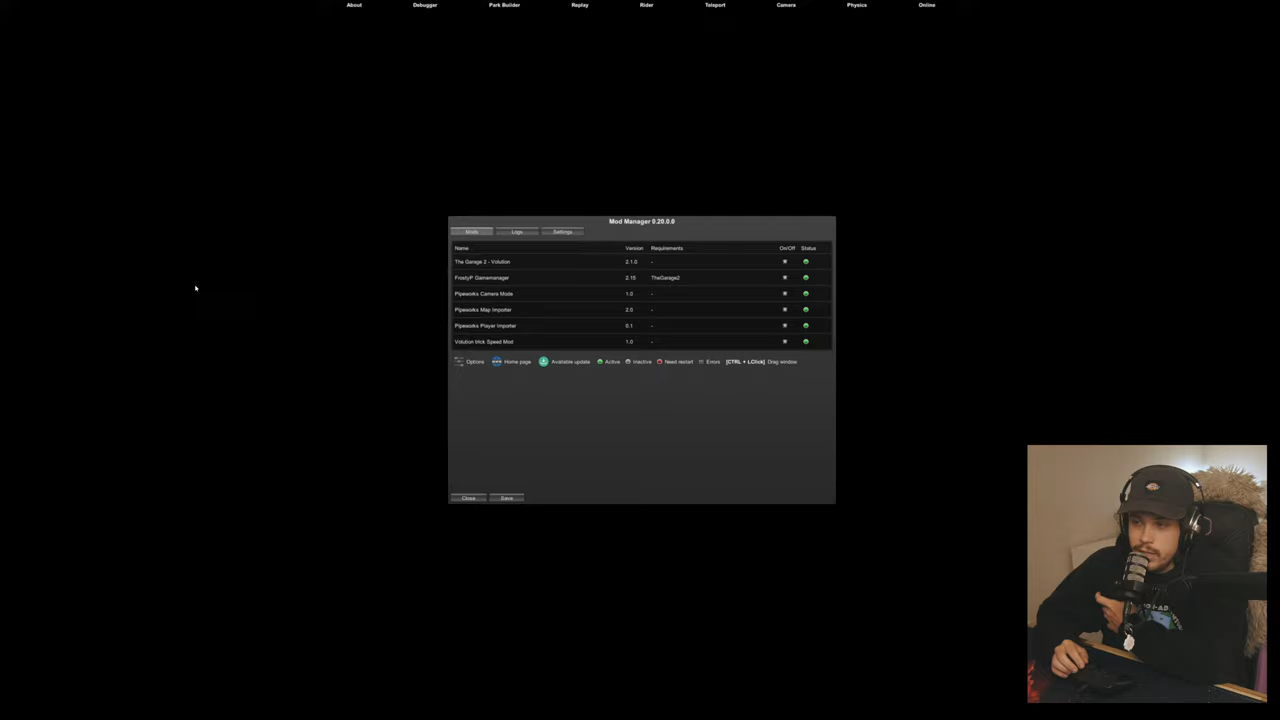 About Debugger Park Builder Replay Rider Teleport Camera Physics Online
Mod Manager 0.20.0.0
Mods Logs Settings
Name Version Requirements On/Off Status
The Garage 2 - Volution 2.1.0 -
FrostyP Gamemanager 2.15 TheGarage2
Pipeworks Camera Mode 1.0 -
Pipeworks Map Importer 2.0 -
Pipeworks Player Importer 0.1 -
Volution trick Speed Mod 1.0 -
Options Home page Available update Active Inactive Need restart !!! Errors [CTRL + LClick] Drag window
Close Save